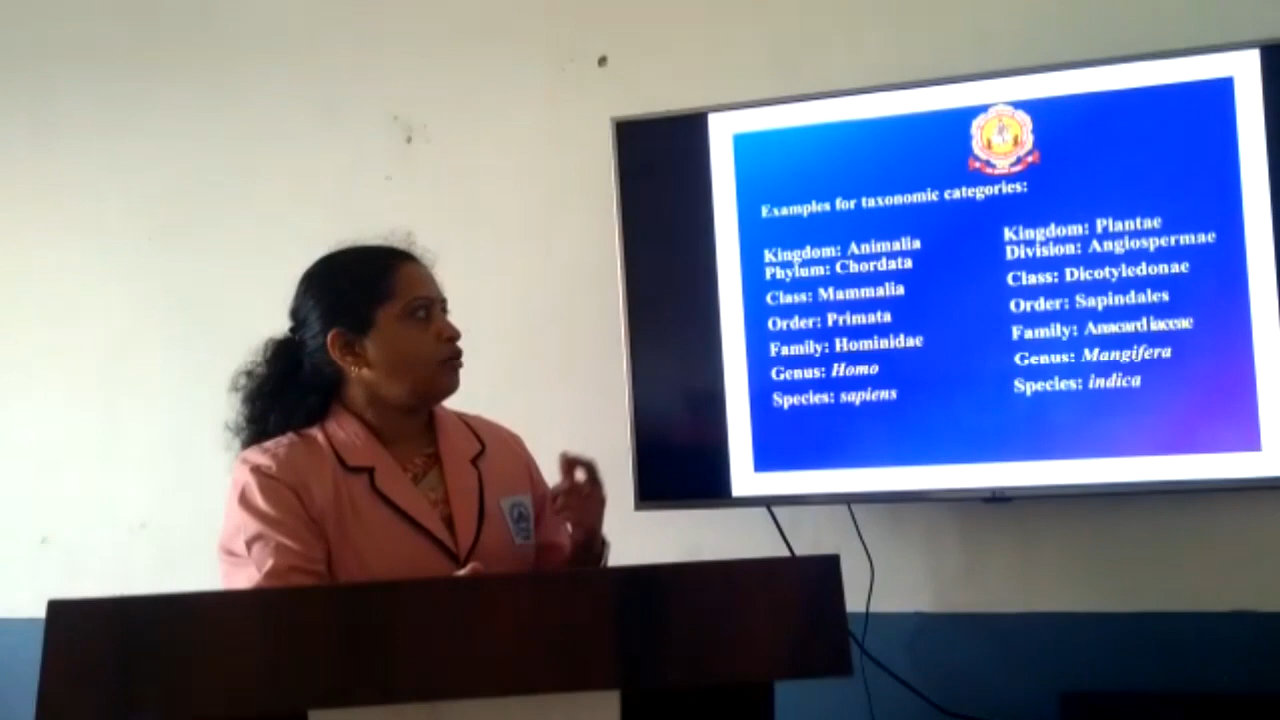 Examples for taxonomic categories:
Kingdom: Animalia
Phylum: Chordata
Class: Mammalia
Order: Primata
Family: Hominidae
Genus: Homo
Species: sapiens
Kingdom: Plantae
Division: Angiospermae
Class: Dicotyledonae
Order: Sapindales
Family: Anacardiaceae
Genus: Mangifera
Species: indica